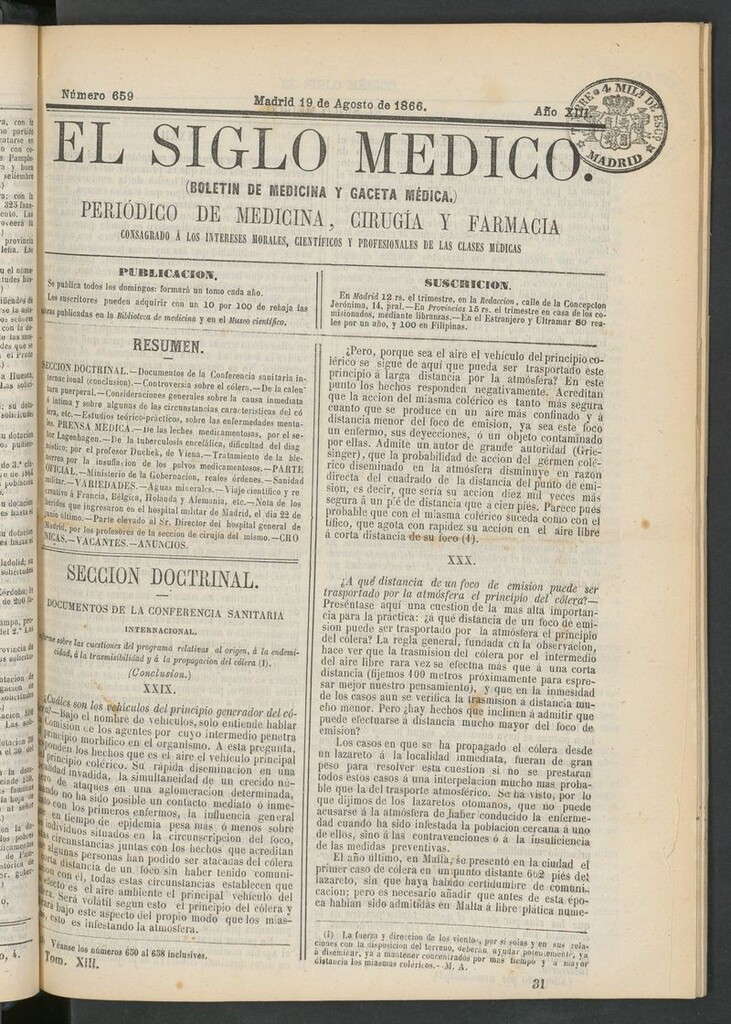 Número 659
Madrid 19 de Agosto de 1866.
Año XIII.
TIMBRE 4 MILS DE ESCO
MADRID
EL SIGLO MEDICO.
(BOLETIN DE MEDICINA Y GACETA MÉDICA.)
PERIÓDICO DE MEDICINA, CIRUGÍA Y FARMACIA
CONSAGRADO Á LOS INTERESES MORALES, CIENTÍFICOS Y PROFESIONALES DE LAS CLASES MÉDICAS
PUBLICACION.
Se publica todos los domingos: formará un tomo cada año.
Los suscritores pueden adquirir con un 10 por 100 de rebaja las
obras publicadas en la Biblioteca de medicina y en el Museo científico.
SUSCRICION.
En Madrid 12 rs. el trimestre, en la Redaccion, calle de la Concepcion
Jerónima, 14, pral.—En Provincias 15 rs. el trimestre en casa de los co-
misionados, mediante libranzas.—En el Estranjero y Ultramar 80 rea-
les por un año, y 100 en Filipinas.
RESUMEN.
SECCION DOCTRINAL.—Documentos de la Conferencia sanitaria in-
ternacional (conclusion).—Controversia sobre el cólera.—De la calen
tura puerperal.—Consideraciones generales sobre la causa inmediata
ó íntima y sobre algunas de las circunstancias características del có
lera, etc.—Estudios teórico-prácticos, sobre las enfermedades menta-
les. PRENSA MEDICA.—De las leches medicamentosas, por el se-
ñor Lagenhagen.—De la tuberculosis encefálica, dificultad del diag
nóstico; por el profesor Duchek, de Viena.—Tratamiento de la ble-
norrea por la insuflacion de los polvos medicamentosos.—PARTE
OFICIAL.—Ministerio de la Gobernacion, reales órdenes.—Sanidad
militar.—VARIEDADES.—Aguas minerales.—Viaje científico y re-
creativo á Francia, Bélgica, Holanda y Alemania, etc.—Nota de los
heridos que ingresaron en el hospital militar de Madrid, el dia 22 de
junio último.—Parte elevado al Sr. Director del hospital general de
Madrid, por los profesores de la seccion de cirujía del mismo.—CRO
NICAS.—VACANTES.—ANUNCIOS.
SECCION DOCTRINAL.
DOCUMENTOS DE LA CONFERENCIA SANITARIA
INTERNACIONAL.
Informe sobre las cuestiones del programa relativas al origen, á la endemi-
cidad, á la trasmisibilidad y á la propagacion del cólera (1).
(Conclusion.)
XXIX.
¿Cuáles son los vehículos del principio generador del có-
lera?—Bajo el nombre de vehículos, solo entiende hablar
la Comision de los agentes por cuyo intermedio penetra
el principio morbífico en el organismo. A esta pregunta,
responden los hechos que es el aire el vehículo principal
del principio colérico. Su rápida diseminacion en una
localidad invadida, la simultaneidad de un crecido nú-
mero de ataques en una aglomeracion determinada,
cuando no ha sido posible un contacto mediato ó inme-
diato con los primeros enfermos, la influencia general
que en tiempo de epidemia pesa más ó menos sobre
los individuos situados en la circunscripcion del foco,
las circunstancias juntas con los hechos que acreditan
que algunas personas han podido ser atacadas del cólera
á corta distancia de un foco sin haber tenido comuni-
cacion con él, todas estas circunstancias establecen que
en efecto es el aire ambiente el principal vehículo del
cólera. Será volátil segun esto el principio del cólera y
obrará bajo este aspecto del propio modo que los mias-
mas, esto es infestando la atmosfera.
(1) Véanse los números 650 al 658 inclusives.
Tom. XIII.
¿Pero, porque sea el aire el vehículo del principio co-
lérico se sigue de aquí que pueda ser trasportado este
principio á larga distancia por la atmósfera? En este
punto los hechos responden negativamente. Acreditan
que la accion del miasma colérico es tanto más segura
cuanto que se produce en un aire mas confinado y á
distancia menor del foco de emision, ya sea este foco
un enfermo, sus deyecciones, ó un objeto contaminado
por ellas. Admite un autor de grande autoridad (Grie-
singer), que la probabilidad de accion del gérmen colé-
rico diseminado en la atmósfera disminuye en razón
directa del cuadrado de la distancia del punto de emi-
sion, es decir, que seria su accion diez mil veces mas
segura á un pié de distancia que á cien piés. Parece pues
probable que con el miasma colérico suceda como con el
tífico, que agota con rapidez su accion en el aire libre
á corta distancia de su foco (1).
XXX.
¿A qué distancia de un foco de emision puede ser
trasportado por la atmósfera el principio del cólera?—
Preséntase aquí una cuestion de la mas alta importan-
cia para la práctica: ¿á qué distancia de un foco de emi-
sion puede ser trasportado por la atmósfera el principio
del cólera? La regla general, fundada en la observacion,
hace ver que la trasmision del cólera por el intermedio
del aire libre rara vez se efectúa mas que á una corta
distancia (fijemos 100 metros próximamente para espre-
sar mejor nuestro pensamiento), y que en la inmesidad
de los casos aun se verifica la trasmision á distancia mu-
cho menor. Pero ¿hay hechos que inclinen á admitir que
puede efectuarse á distancia mucho mayor del foco de
emision?
Los casos en que se ha propagado el cólera desde
un lazareto á la localidad inmediata, fueran de gran
peso para resolver esta cuestion si no se prestaran
todos estos casos á una interpelacion mucho mas proba-
ble que la del trasporte atmosférico. Se ha visto, por lo
que dijimos de los lazaretos otomanos, que no puede
acusarse á la atmósfera de haber conducido la enferme-
dad cuando ha sido infestada la poblacion cercana á uno
de ellos, sino á las contravenciones ó á la insuficiencia
de las medidas preventivas.
El año último, en Malta, se presentó en la ciudad el
primer caso de cólera en un punto distante 602 piés del
lazareto, sin que haya habido certidumbre de comuni-
cacion; pero es necesario añadir que antes de esta épo-
ca habian sido admitidas en Malta á libre plática nume-
(1) La fuerza y direccion de los vientos, por sí solas y en sus rela-
ciones con la disposicion del terreno, deberán ayudar potentemente, ya
á diseminar, ya á mantener concentrados por mas tiempo y á mayor
distancia los miasmas coléricos.- M. A.
31